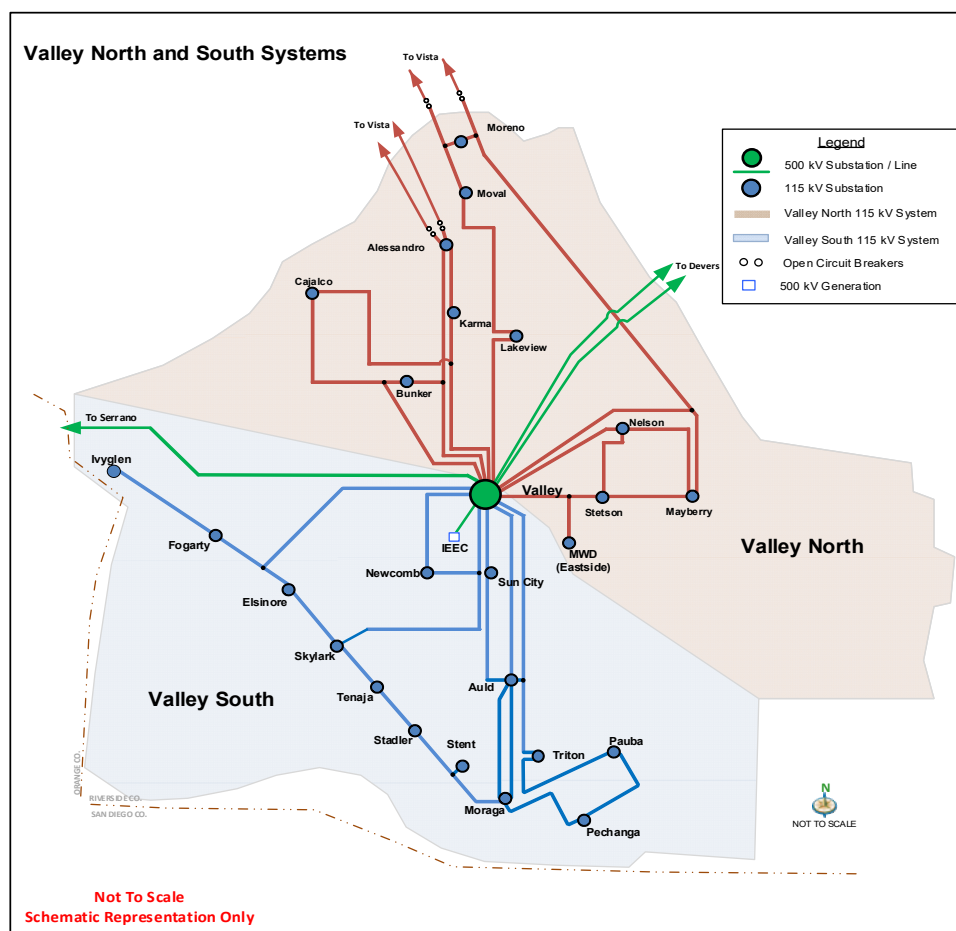 Valley North and South Systems
To Vista
To Vista
Moreno
Moval
Alessandro
Cajalco
Karma
Lakeview
Bunker
To Devers
Legend
500 kV Substation / Line
115 kV Substation
Valley North 115 kV System
Valley South 115 kV System
Open Circuit Breakers
500 kV Generation
To Serrano
Ivyglen
Nelson
Valley
Stetson
Mayberry
Fogarty
IEEC
MWD
(Eastside)
Valley North
Newcomb
Sun City
Elsinore
Skylark
Valley South
Tenaja
Auld
Stadler
Stent
Triton
Pauba
Moraga
Pechanga
ORANGE CO.
RIVERSIDE CO.
SAN DIEGO CO.
N
NOT TO SCALE
Not To Scale
Schematic Representation Only